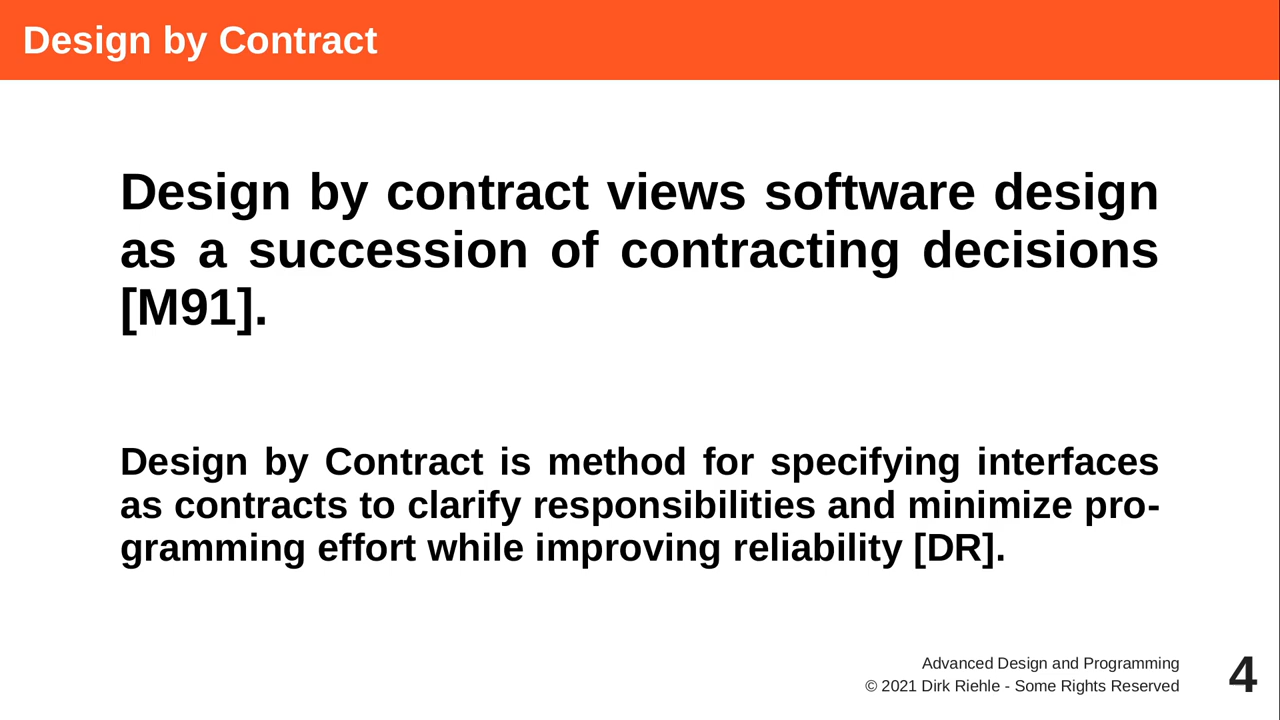 Design by Contract
Design by contract views software design
as a succession of contracting decisions
[M91].
Design by Contract is method for specifying interfaces
as contracts to clarify responsibilities and minimize pro-
gramming effort while improving reliability [DR].
Advanced Design and Programming
© 2021 Dirk Riehle - Some Rights Reserved
4